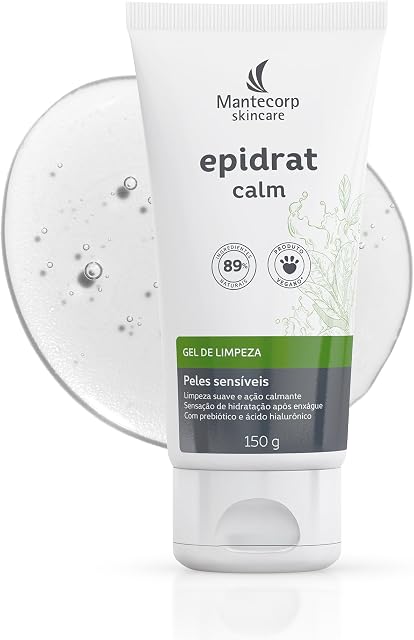 Mantecorp
skincare
epidrat
calm
INGREDIENTES
89%
NATURAIS
PRODUTO
VEGANO*
GEL DE LIMPEZA
Peles sensíveis
Limpeza suave e ação calmante
Sensação de hidratação após enxágue
Com prebiótico e ácido hialurônico
150 g